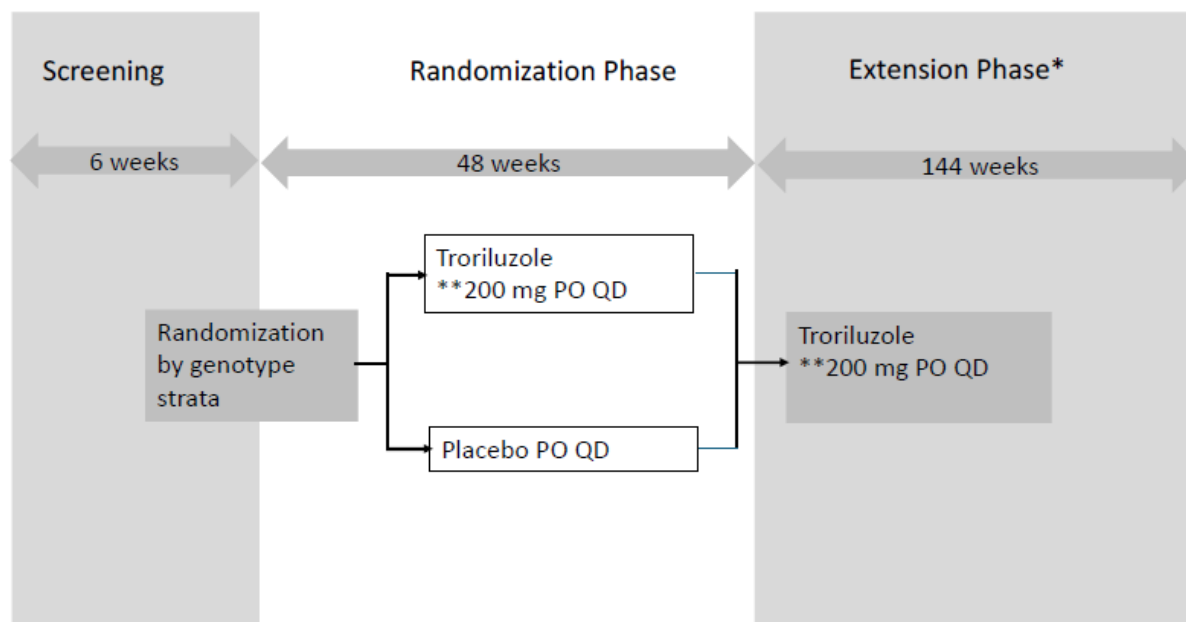 Screening
Randomization Phase
Extension Phase*
6 weeks
48 weeks
144 weeks
Troriluzole
**200 mg PO QD
Randomization
by genotype
strata
Troriluzole
**200 mg PO QD
Placebo PO QD